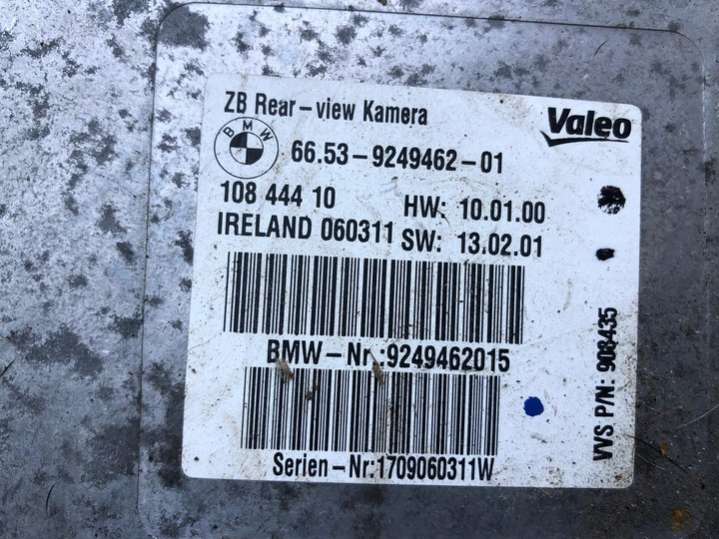 ZB Rear-view Kamera
Valeo
BMW
66.53-9249462-01
108 444 10 HW: 10.01.00
IRELAND 060311 SW: 13.02.01
BMW-Nr.:9249462015
Serien-Nr:1709060311W
VVS P/N: 908435